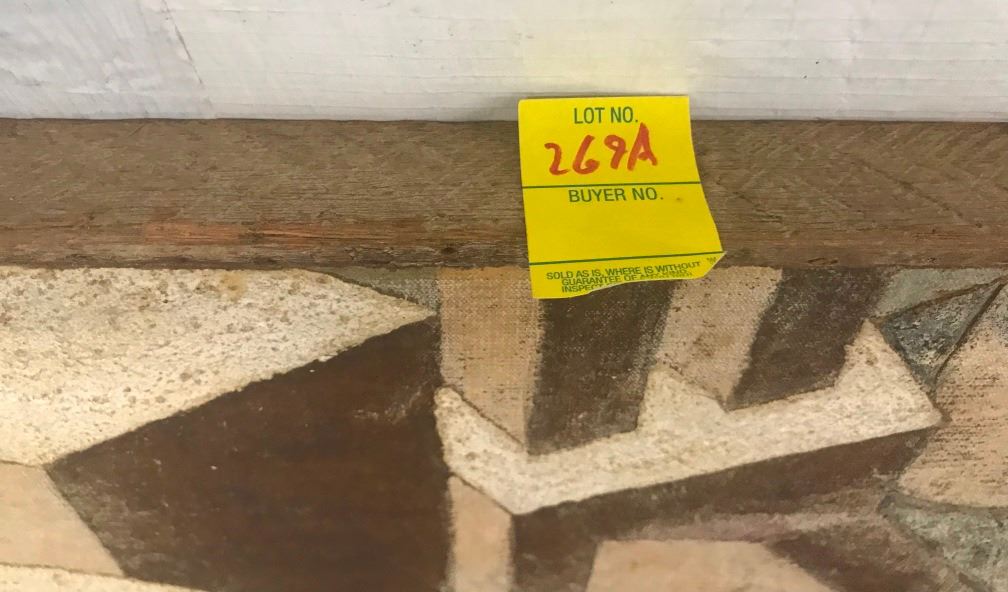 LOT NO.
269A
BUYER NO.
SOLD AS IS, WHERE IS WITHOUT
GUARANTEE OF ANY KIND.